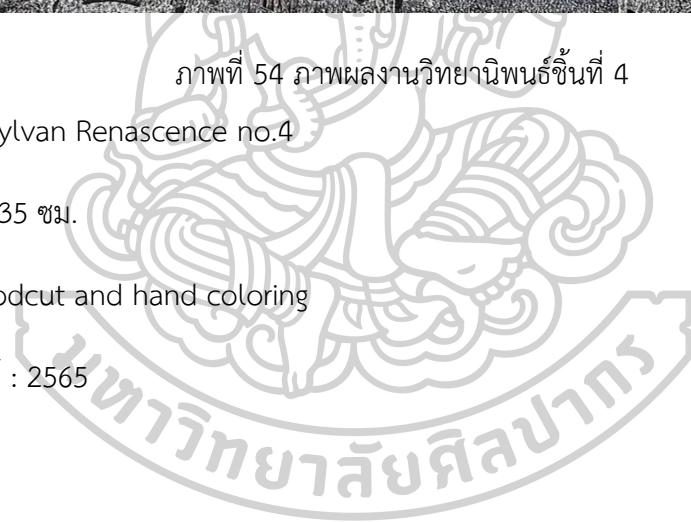 ภาพที่ 54 ภาพผลงานวิทยานิพนธ์ชิ้นที่ 4
ylvan Renascence no.4
35 ซม.
odcut and hand coloring
: 2565
มหาวิทยาลัยศิลปากร